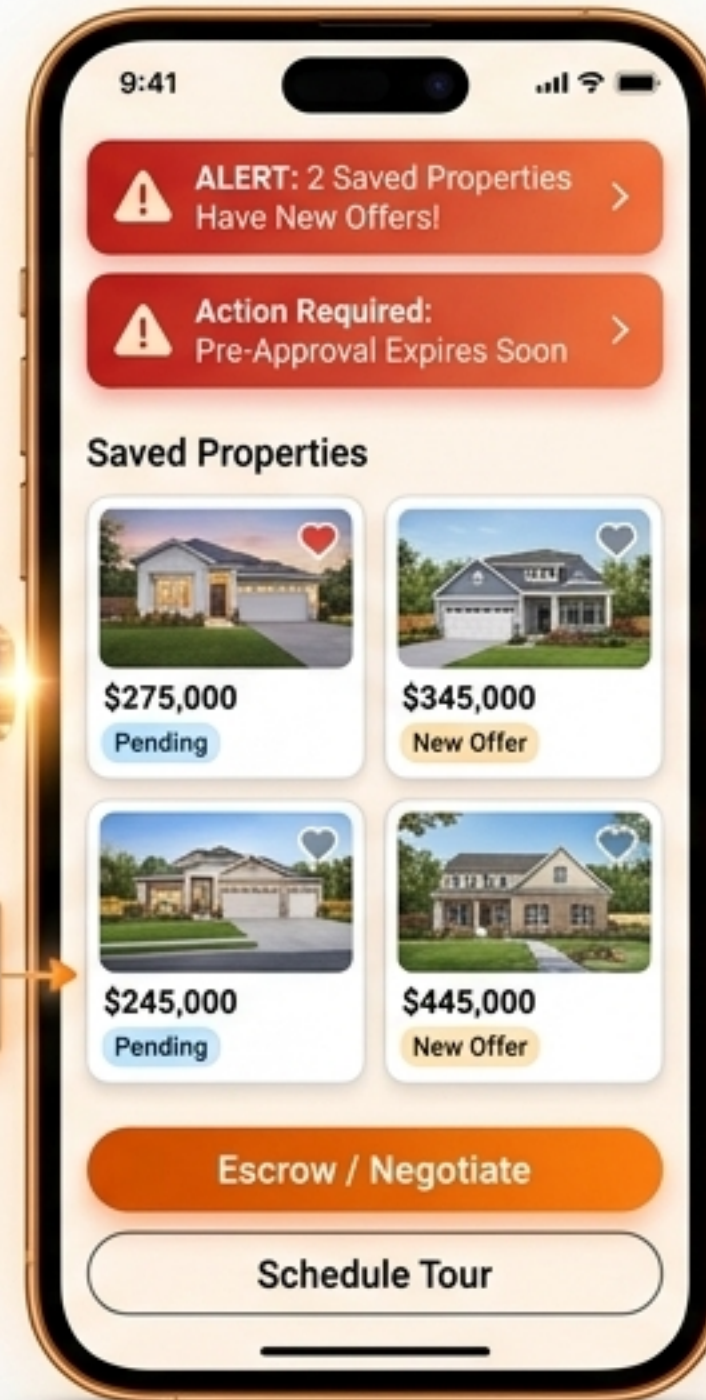 9:41
ALERT: 2 Saved Properties
Have New Offers!
Action Required:
Pre-Approval Expires Soon
Saved Properties
$275,000
Pending
$345,000
New Offer
$245,000
Pending
$445,000
New Offer
Escrow / Negotiate
Schedule Tour